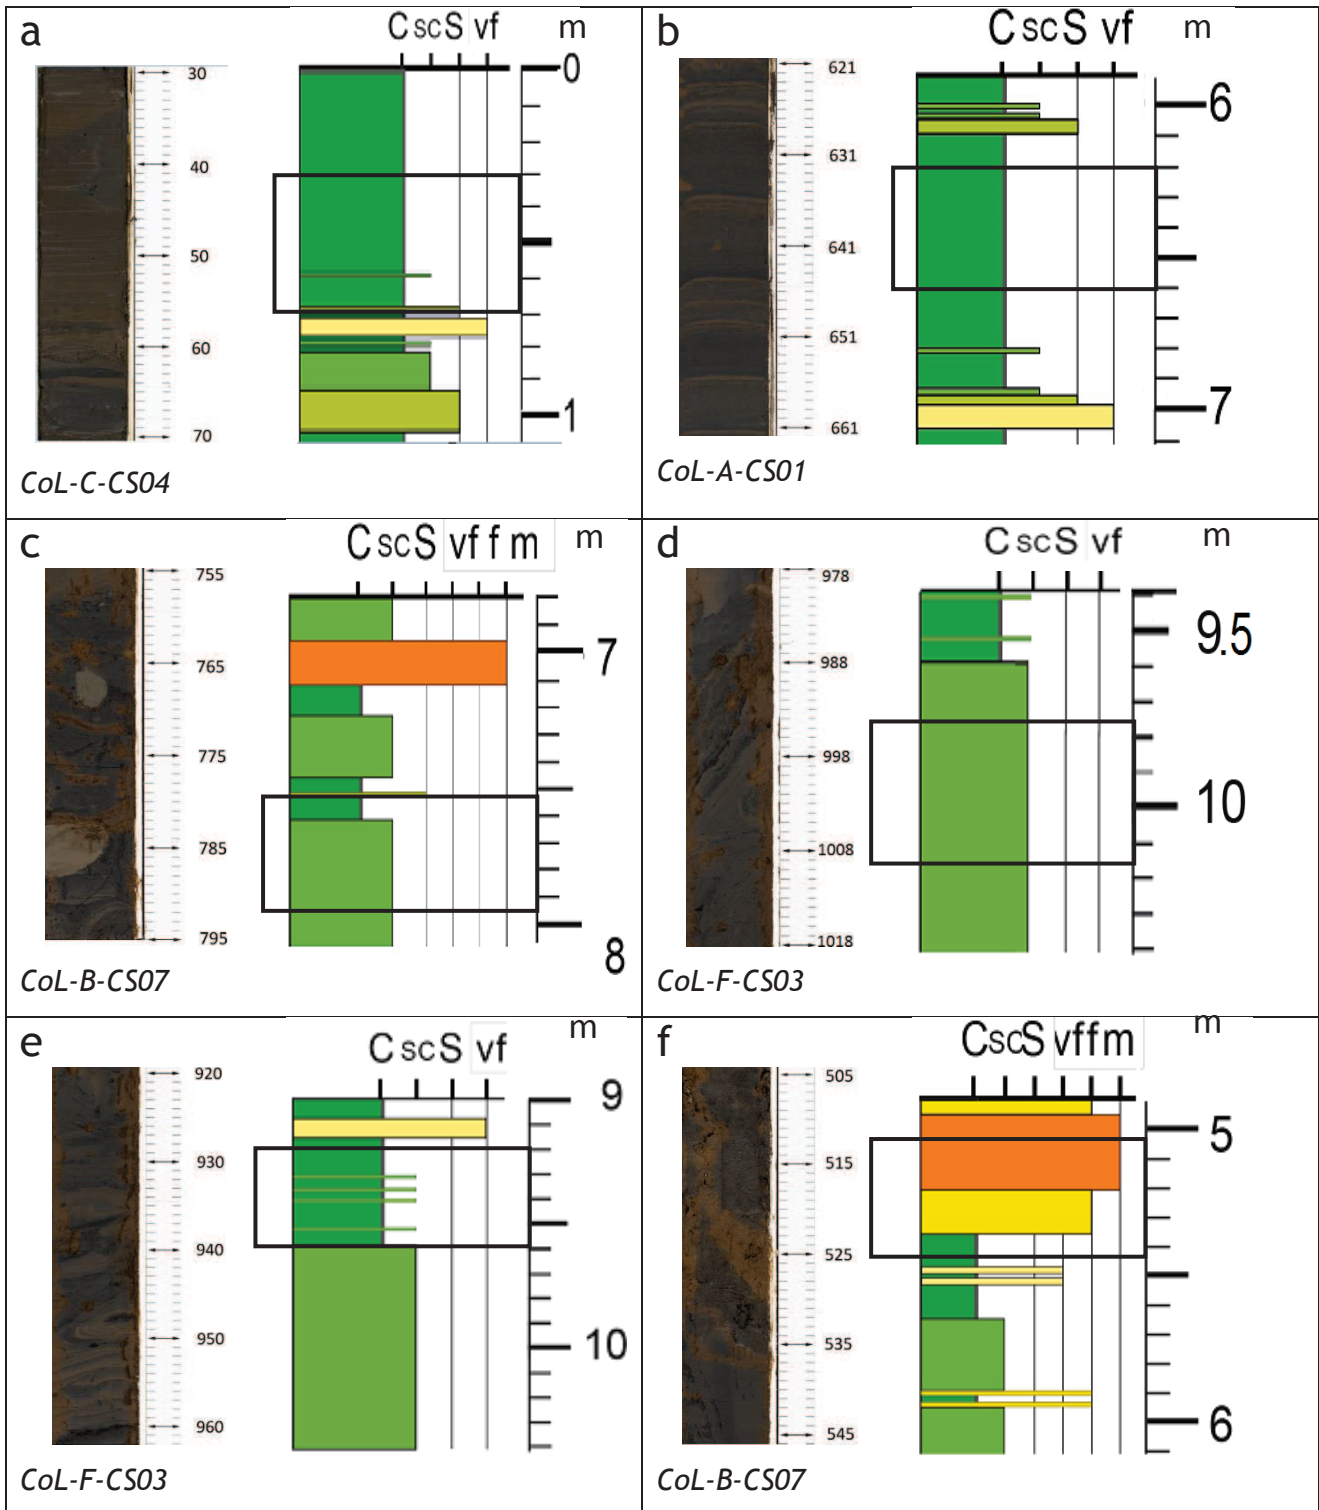 a
C sc S vf m
30
40
50
60
70
0
1
CoL-C-CS04
b
C sc S vf m
621
631
641
651
661
6
7
CoL-A-CS01
c
C sc S vf f m m
755
765
775
785
795
7
8
CoL-B-CS07
d
C sc S vf m
978
988
998
1008
1018
9.5
10
CoL-F-CS03
e
C sc S vf m
920
930
940
950
960
9
10
CoL-F-CS03
f
C sc S vf f m m
505
515
525
535
545
5
6
CoL-B-CS07